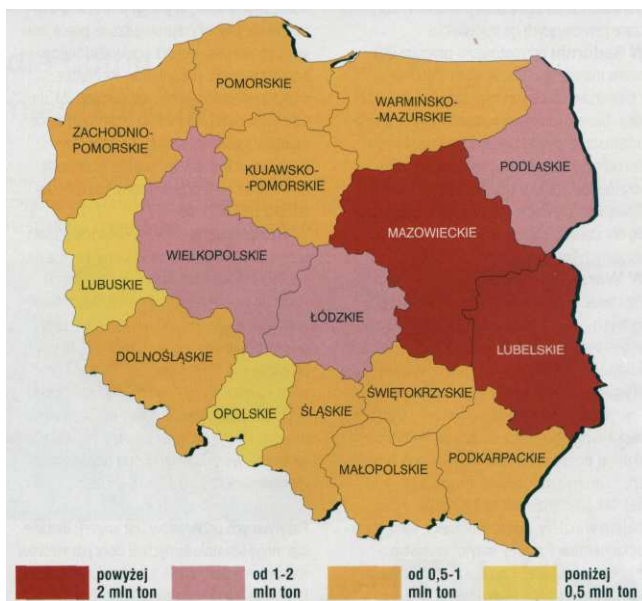 POMORSKIE
WARMIŃSKO-
-MAZURSKIE
ZACHODNIO-
POMORSKIE
KUJAWSKO-
-POMORSKIE
PODLASKIE
MAZOWIECKIE
WIELKOPOLSKIE
LUBUSKIE
ŁÓDZKIE
LUBELSKIE
DOLNOŚLĄSKIE
OPOLSKIE
ŚLĄSKIE
ŚWIĘTOKRZYSKIE
MAŁOPOLSKIE
PODKARPACKIE
powyżej
2 mln ton
od 1-2
mln ton
od 0,5-1
mln ton
poniżej
0,5 mln ton